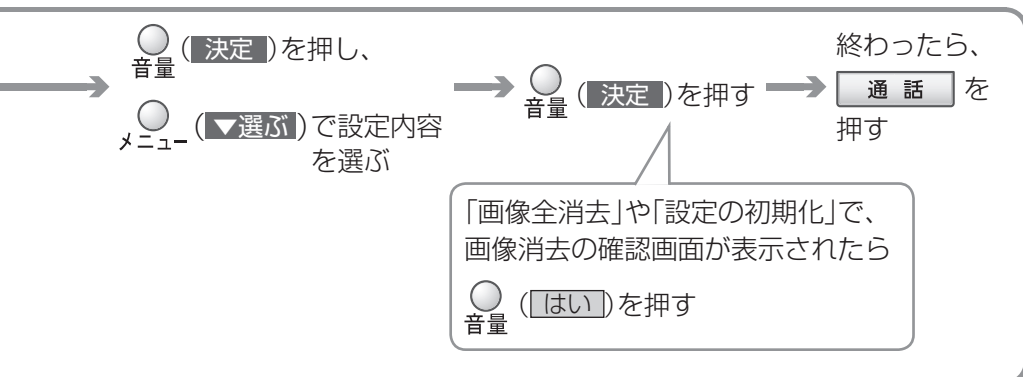 音量(決定)を押し、
メニュー(▼選ぶ)で設定内容
を選ぶ
音量(決定)を押す
終わったら、
通話を
押す
「画像全消去」や「設定の初期化」で、
画像消去の確認画面が表示されたら
音量(はい)を押す